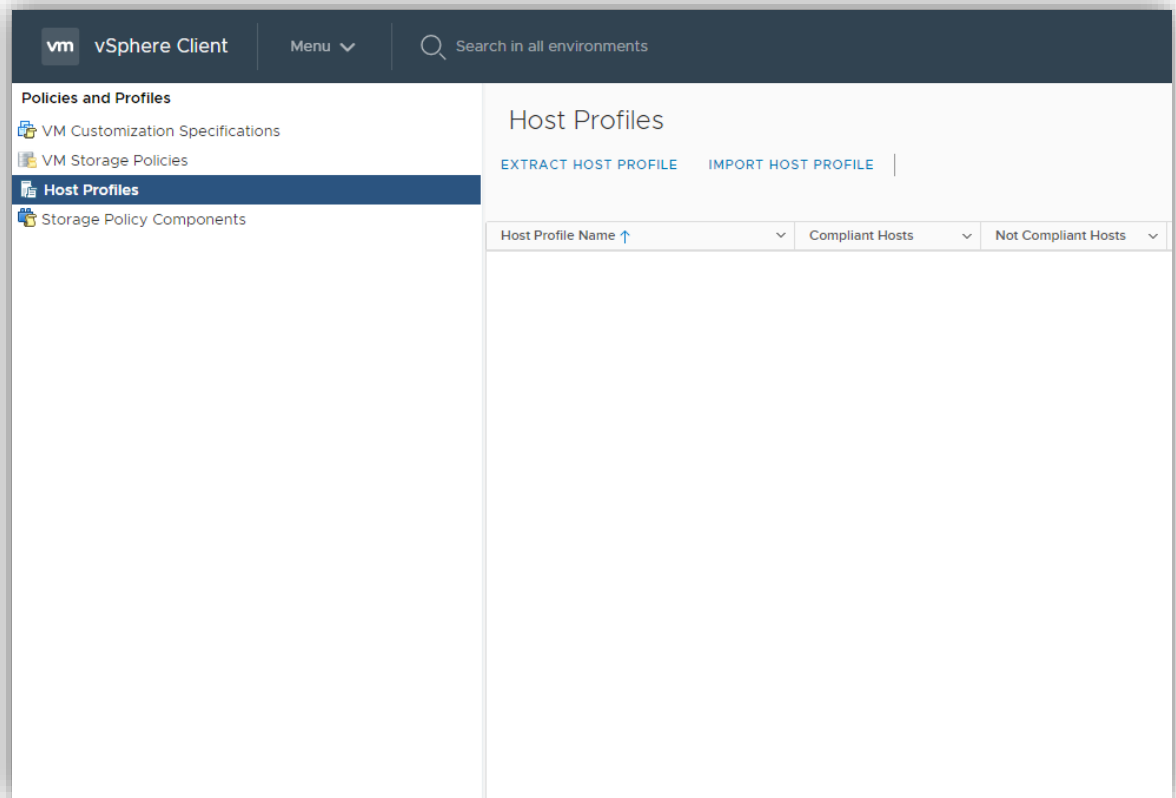 vm vSphere Client Menu Search in all environments
Policies and Profiles
VM Customization Specifications
VM Storage Policies
Host Profiles
Storage Policy Components
Host Profiles
EXTRACT HOST PROFILE IMPORT HOST PROFILE
Host Profile Name Compliant Hosts Not Compliant Hosts